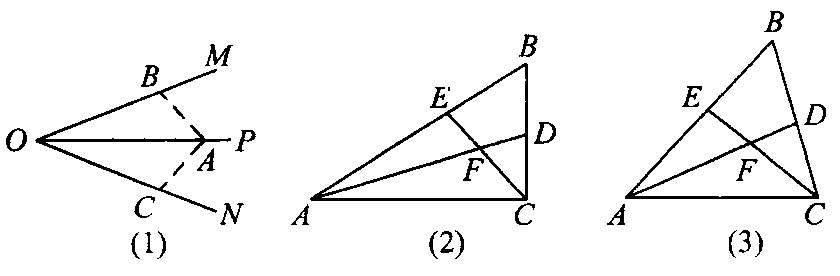 O B M A P C N
(1)
A E B F D C
(2)
A E B F D C
(3)